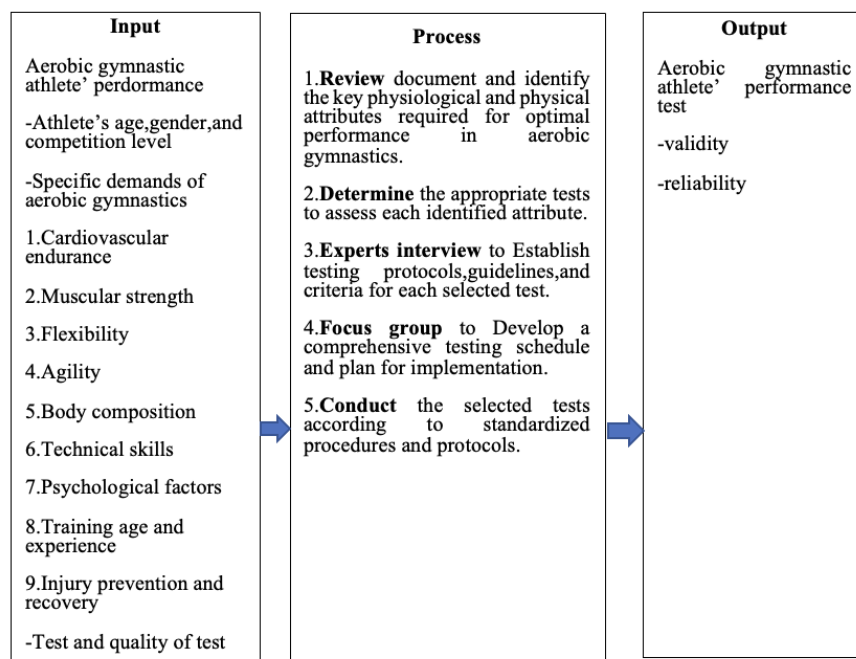 Input
Aerobic gymnastic
athlete’ perdormance
-Athlete’s age,gender,and
competition level
-Specific demands of
aerobic gymnastics
1.Cardiovascular
endurance
2.Muscular strength
3.Flexibility
4.Agility
5.Body composition
6.Technical skills
7.Psychological factors
8.Training age and
experience
9.Injury prevention and
recovery
-Test and quality of test
Process
1.Review document and identify
the key physiological and physical
attributes required for optimal
performance in aerobic
gymnastics.
2.Determine the appropriate tests
to assess each identified attribute.
3.Experts interview to Establish
testing protocols,guidelines,and
criteria for each selected test.
4.Focus group to Develop a
comprehensive testing schedule
and plan for implementation.
5.Conduct the selected tests
according to standardized
procedures and protocols.
Output
Aerobic gymnastic
athlete’ performance
test
-validity
-reliability